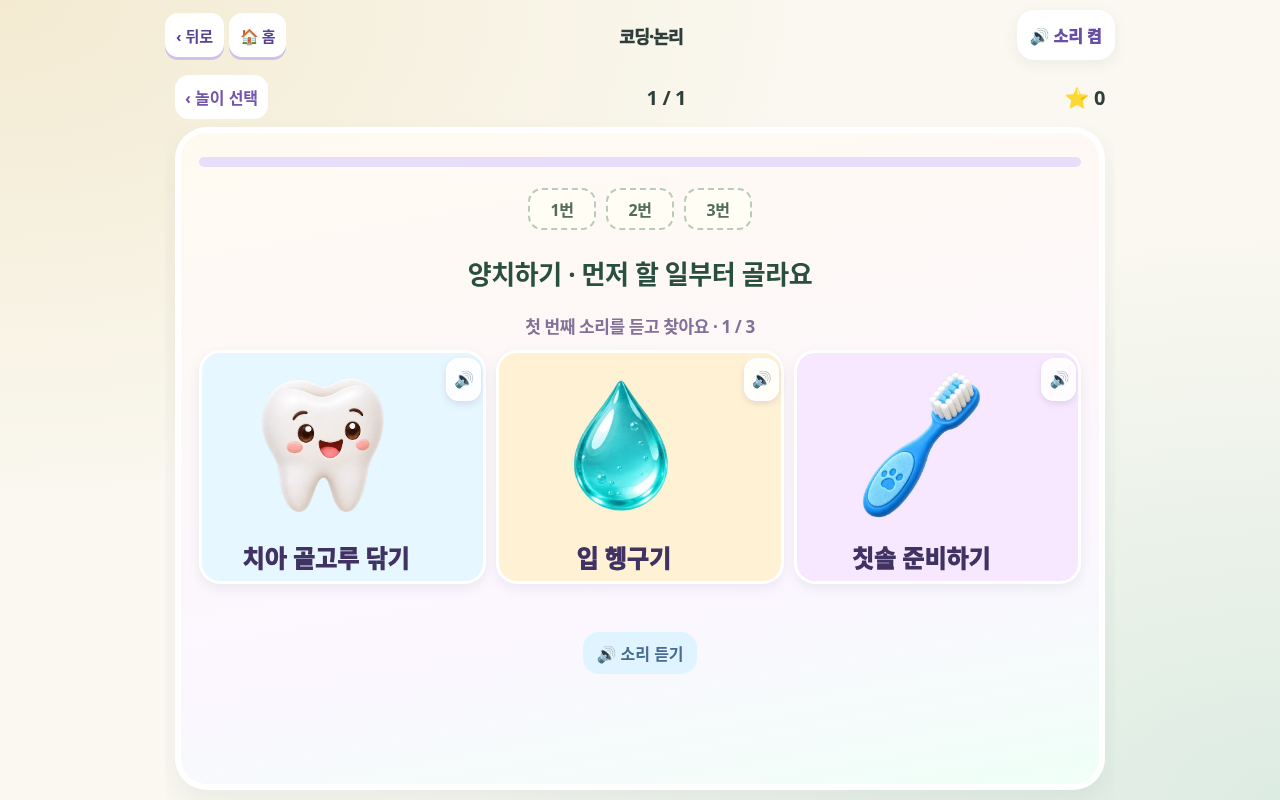 ‹ 뒤로 🏠 홈 코딩·논리 🔊 소리 켬
‹ 놀이 선택 1 / 1 ⭐ 0
1번 2번 3번
양치하기 · 먼저 할 일부터 골라요
첫 번째 소리를 듣고 찾아요 · 1 / 3
치아 골고루 닦기 입 헹구기 칫솔 준비하기
🔊 소리 듣기